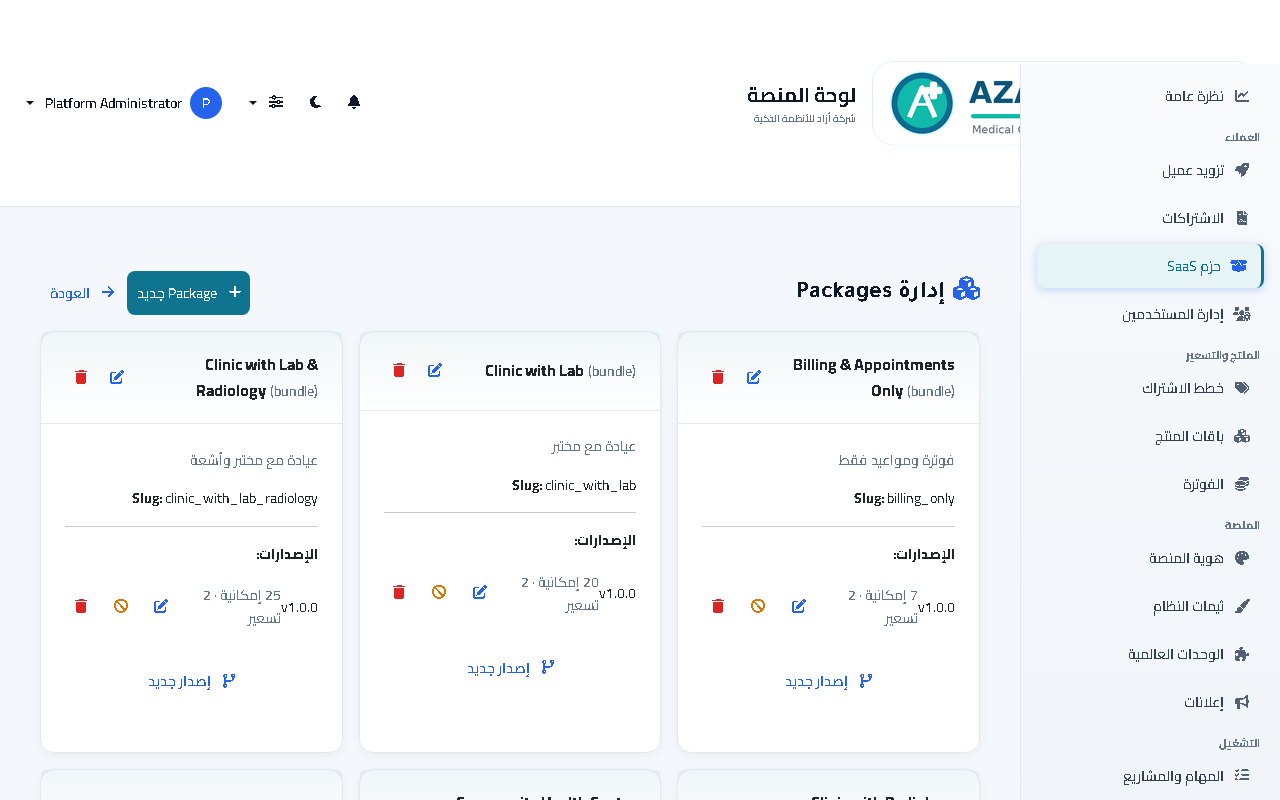 AZA
Medical
لوحة المنصة
شركة أزاد للأنظمة الذكية
P
Platform Administrator
نظرة عامة
العملاء
تزويد عميل
الاشتراكات
حزم SaaS
إدارة المستخدمين
المنتج والتسعير
خطط الاشتراك
باقات المنتج
الفوترة
المنصة
هوية المنصة
ثيمات النظام
الوحدات العالمية
إعلانات
التشغيل
المهام والمشاريع
إدارة Packages
Package جديد
العودة
Billing & Appointments
Only (bundle)
فوترة ومواعيد فقط
Slug: billing_only
الإصدارات:
v1.0.0
7 إمكانية · 2
تسعير
إصدار جديد
Clinic with Lab (bundle)
عيادة مع مختبر
Slug: clinic_with_lab
الإصدارات:
v1.0.0
20 إمكانية · 2
تسعير
إصدار جديد
Clinic with Lab &
Radiology (bundle)
عيادة مع مختبر وأشعة
Slug: clinic_with_lab_radiology
الإصدارات:
v1.0.0
25 إمكانية · 2
تسعير
إصدار جديد